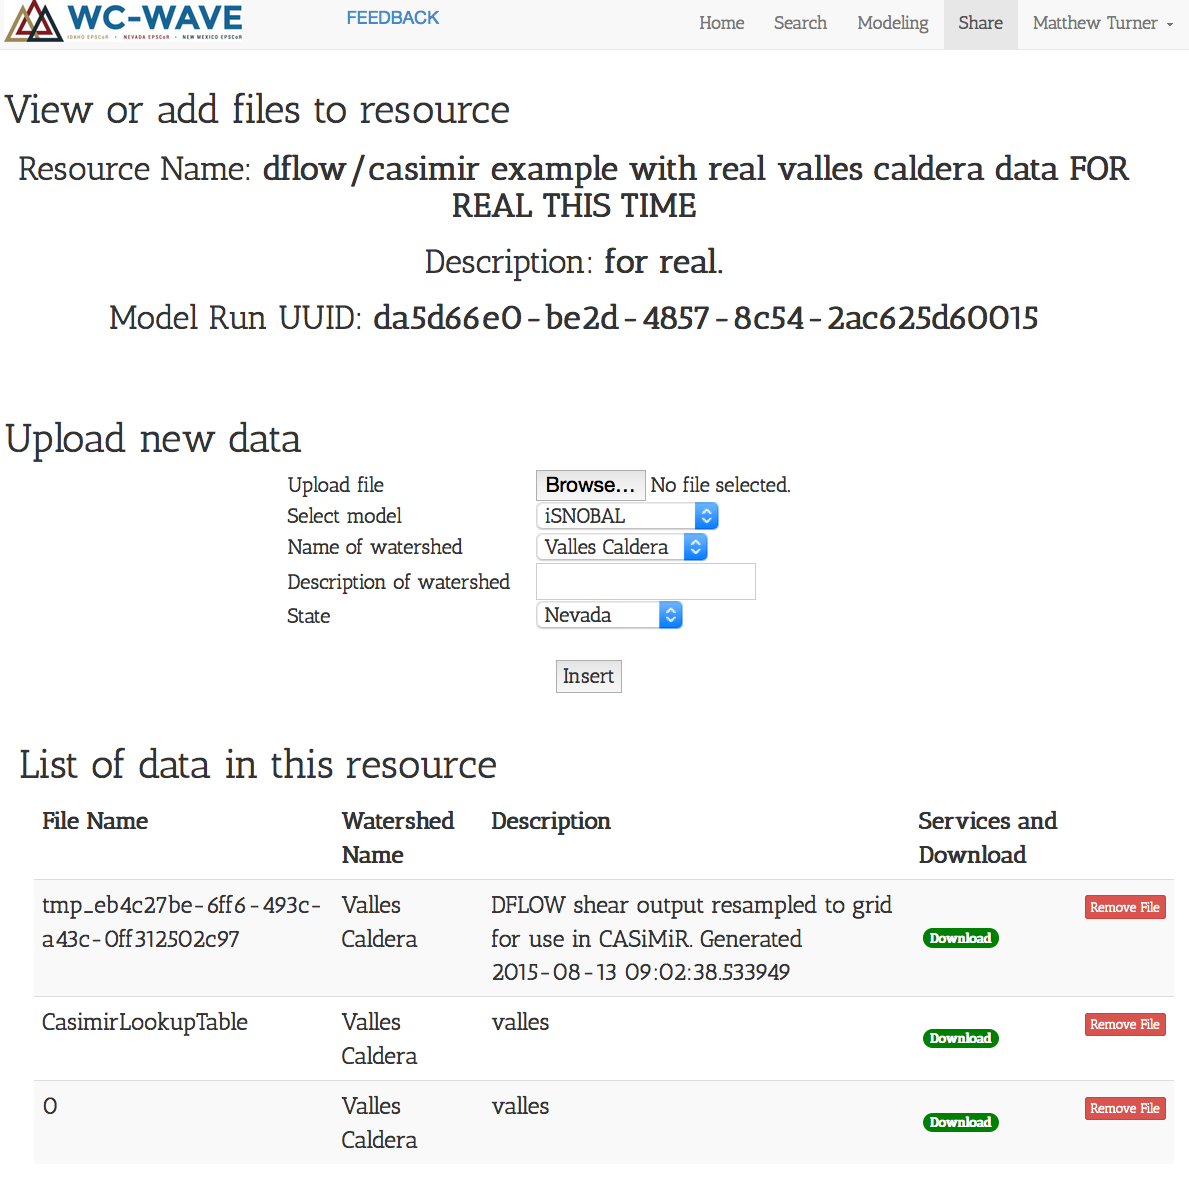 WC-WAVE
IDAHO EPSCoR • NEVADA EPSCoR • NEW MEXICO EPSCoR
FEEDBACK
Home Search Modeling Share Matthew Turner
View or add files to resource
Resource Name: dflow/casimir example with real valles caldera data FOR
REAL THIS TIME
Description: for real.
Model Run UUID: da5d66e0-be2d-4857-8c54-2ac625d60015
Upload new data
Upload file Browse... No file selected.
Select model iSNOBAL
Name of watershed Valles Caldera
Description of watershed
State Nevada
Insert
List of data in this resource
File Name Watershed Description Services and
Name Download
tmp_eb4c27be-6ff6-493c- Valles DFLOW shear output resampled to grid Remove File
a43c-0ff312502c97 Caldera for use in CASiMiR. Generated Download
2015-08-13 09:02:38.533949
CasimirLookupTable Valles valles Remove File
Caldera Download
0 Valles valles Remove File
Caldera Download